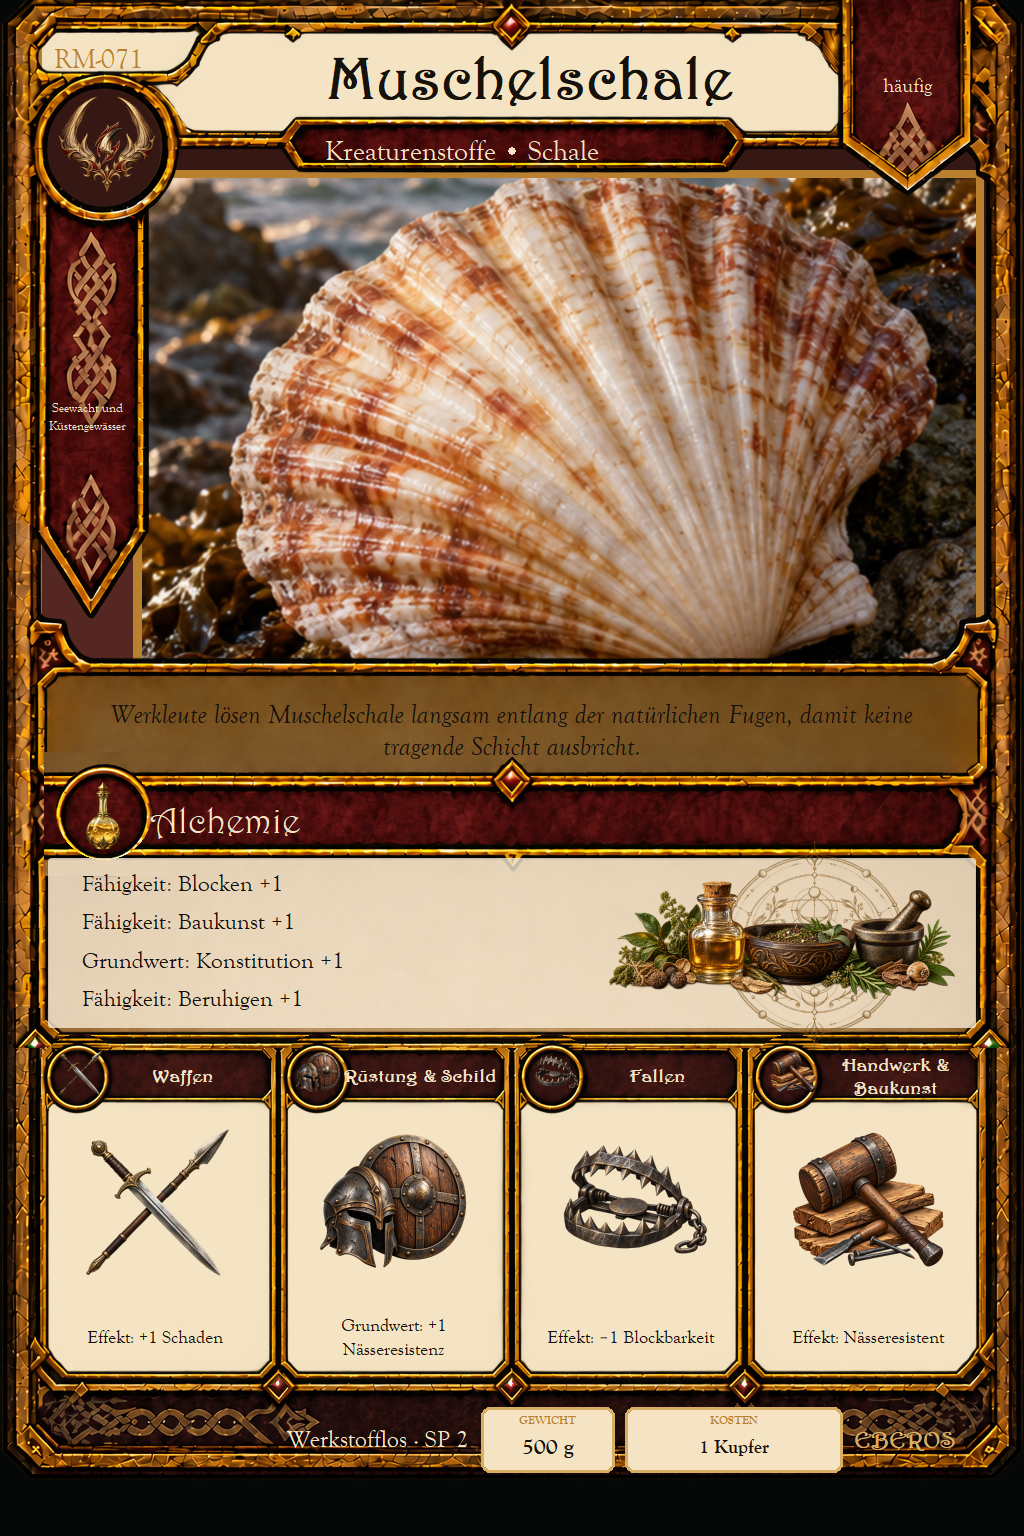 RM-071
Muschelschale
häufig
Kreaturenstoffe • Schale
Seewacht und
Küstengewässer
Werkleute lösen Muschelschale langsam entlang der natürlichen Fugen, damit keine
tragende Schicht ausbricht.
Alchemie
Fähigkeit: Blocken +1
Fähigkeit: Baukunst +1
Grundwert: Konstitution +1
Fähigkeit: Beruhigen +1
Waffen
Rüstung & Schild
Fallen
Handwerk &
Baukunst
Effekt: +1 Schaden
Grundwert: +1
Nässeresistenz
Effekt: −1 Blockbarkeit
Effekt: Nässeresistent
Werkstofflos · SP 2
GEWICHT
500 g
KOSTEN
1 Kupfer
EBEROS